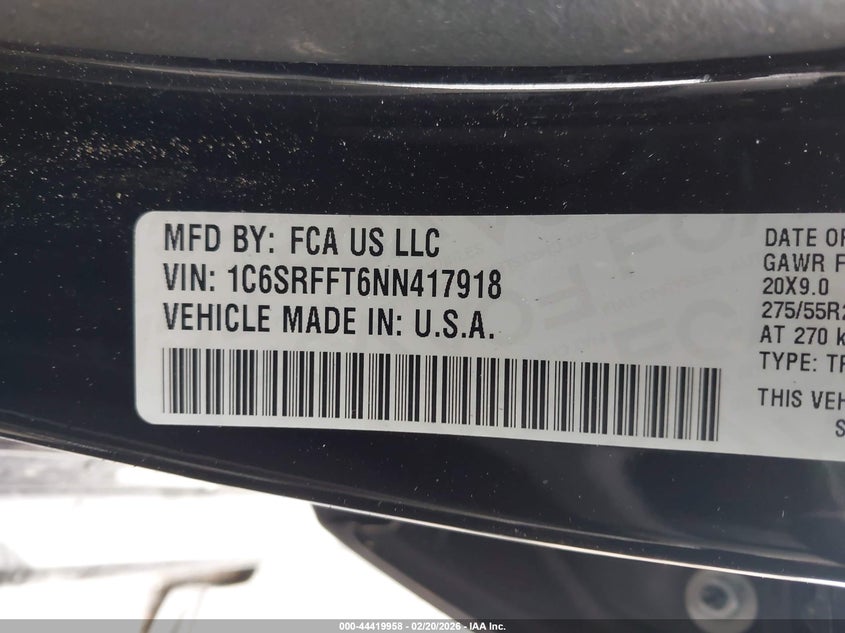 MFD BY: FCA US LLC
VIN: 1C6SRFFT6NN417918
VEHICLE MADE IN: U.S.A.
DATE OF
GAWR F
20X9.0
275/55R2
AT 270 k
TYPE: TR
THIS VEH
S
000-44419958 - 02/20/2026 - IAA Inc.